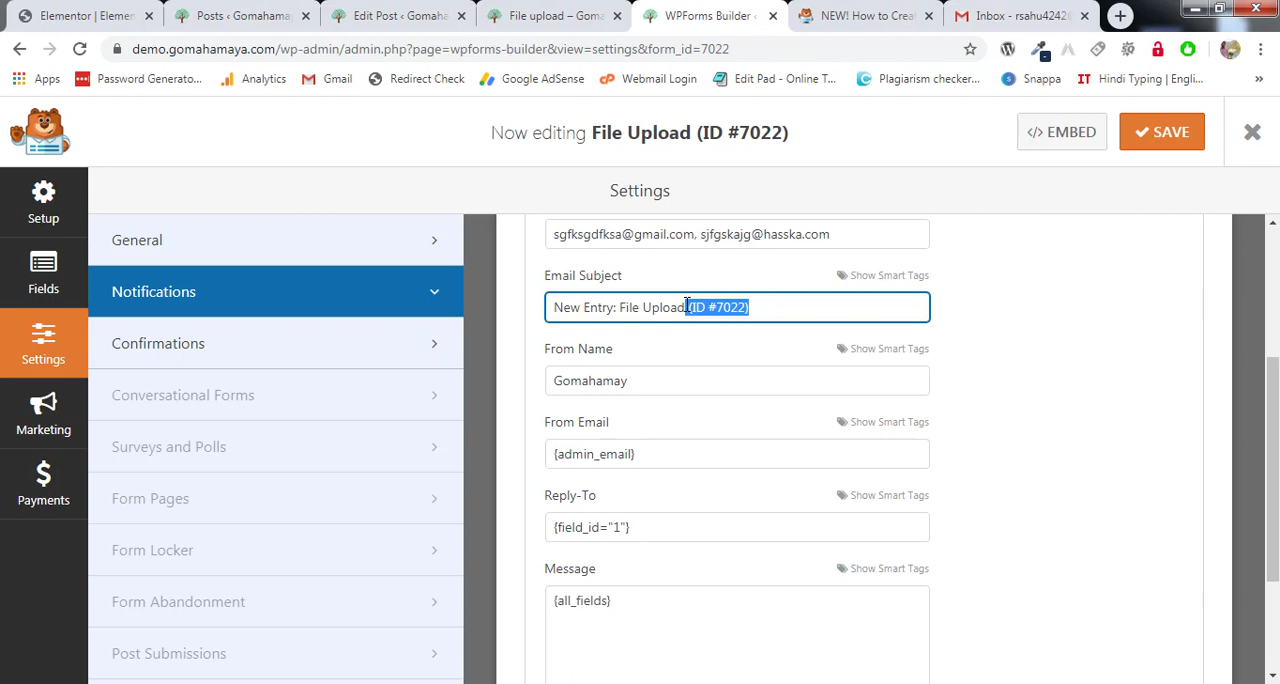 Elementor | Elemen
Posts ‹ Gomahamay
Edit Post ‹ Gomaha
File upload – Goma
WPForms Builder ‹
NEW! How to Crea
Inbox - rsahu4242
demo.gomahamaya.com/wp-admin/admin.php?page=wpforms-builder&view=settings&form_id=7022
Apps
Password Generato...
Analytics
Gmail
Redirect Check
Google AdSense
Webmail Login
Edit Pad - Online T...
Plagiarism checker...
Snappa
IT Hindi Typing | Engli...
»
Now editing File Upload (ID #7022)
</> EMBED
SAVE
Settings
Setup
Fields
Settings
Marketing
Payments
General
Notifications
Confirmations
Conversational Forms
Surveys and Polls
Form Pages
Form Locker
Form Abandonment
Post Submissions
sgfksgdfksa@gmail.com, sjfgskajg@hasska.com
Email Subject
Show Smart Tags
New Entry: File Upload (ID #7022)
From Name
Show Smart Tags
Gomahamay
From Email
Show Smart Tags
{admin_email}
Reply-To
Show Smart Tags
{field_id="1"}
Message
Show Smart Tags
{all_fields}